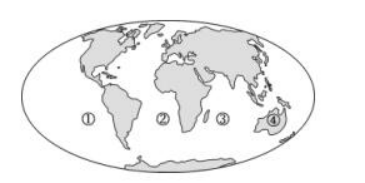 ① ② ③ ④